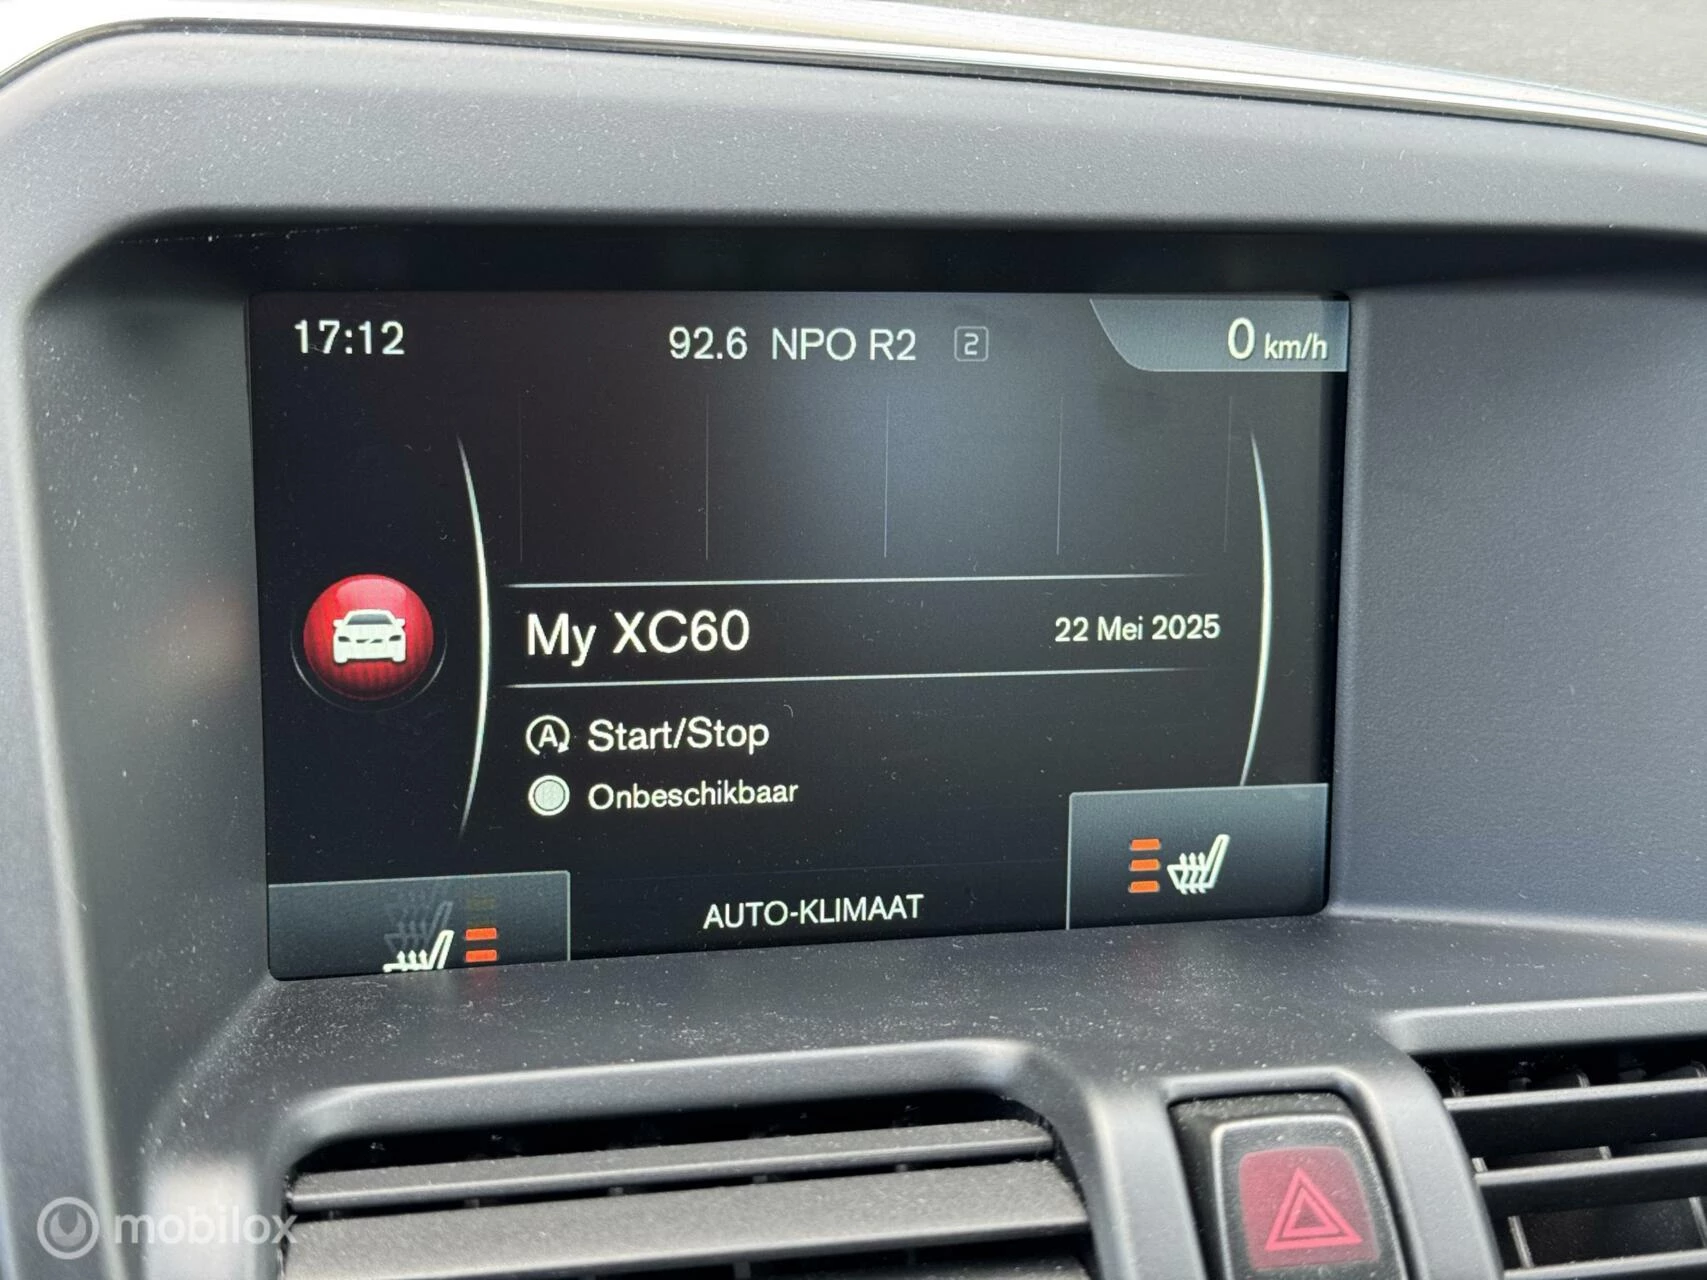 17:12
92.6 NPO R2 2
0 km/h
My XC60
22 Mei 2025
A Start/Stop
Onbeschikbaar
AUTO-KLIMAAT
mobilox